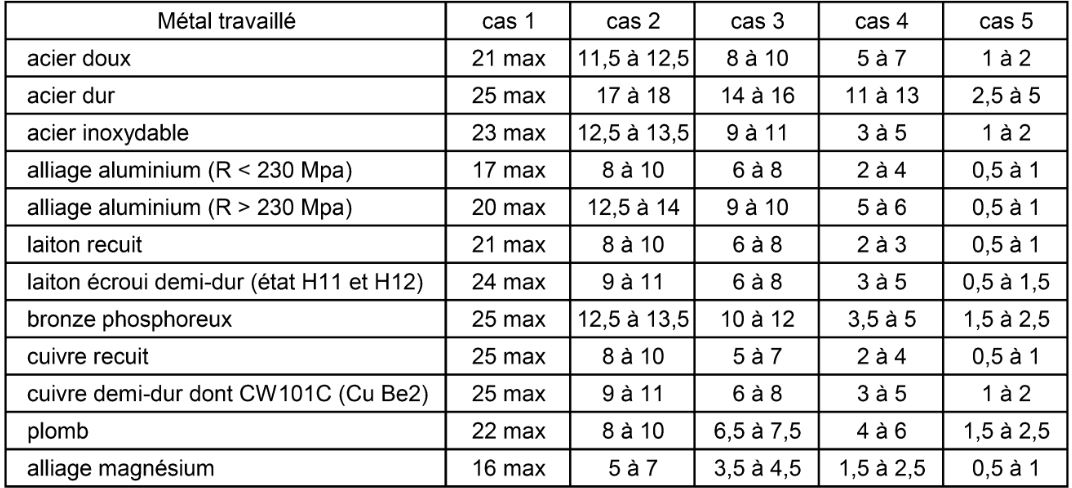 Métal travaillé cas 1 cas 2 cas 3 cas 4 cas 5
acier doux 21 max 11,5 à 12,5 8 à 10 5 à 7 1 à 2
acier dur 25 max 17 à 18 14 à 16 11 à 13 2,5 à 5
acier inoxydable 23 max 12,5 à 13,5 9 à 11 3 à 5 1 à 2
alliage aluminium (R < 230 Mpa) 17 max 8 à 10 6 à 8 2 à 4 0,5 à 1
alliage aluminium (R > 230 Mpa) 20 max 12,5 à 14 9 à 10 5 à 6 0,5 à 1
laiton recuit 21 max 8 à 10 6 à 8 2 à 3 0,5 à 1
laiton écroui demi-dur (état H11 et H12) 24 max 9 à 11 6 à 8 3 à 5 0,5 à 1,5
bronze phosphoreux 25 max 12,5 à 13,5 10 à 12 3,5 à 5 1,5 à 2,5
cuivre recuit 25 max 8 à 10 5 à 7 2 à 4 0,5 à 1
cuivre demi-dur dont CW101C (Cu Be2) 25 max 9 à 11 6 à 8 3 à 5 1 à 2
plomb 22 max 8 à 10 6,5 à 7,5 4 à 6 1,5 à 2,5
alliage magnésium 16 max 5 à 7 3,5 à 4,5 1,5 à 2,5 0,5 à 1